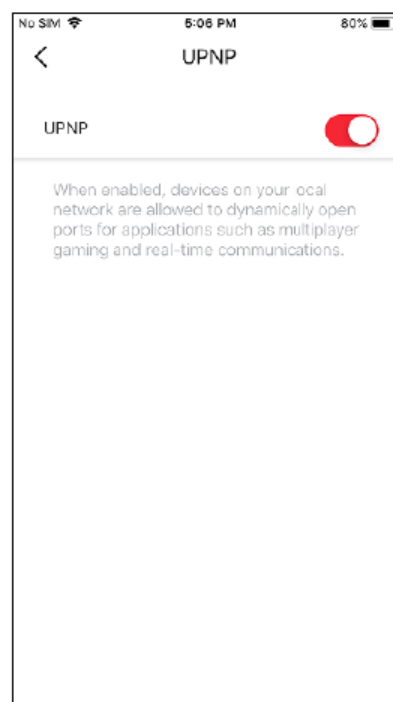 No SIM 5:06 PM 80%
UPNP
UPNP
When enabled, devices on your local
network are allowed to dynamically open
ports for applications such as multiplayer
gaming and real-time communications.